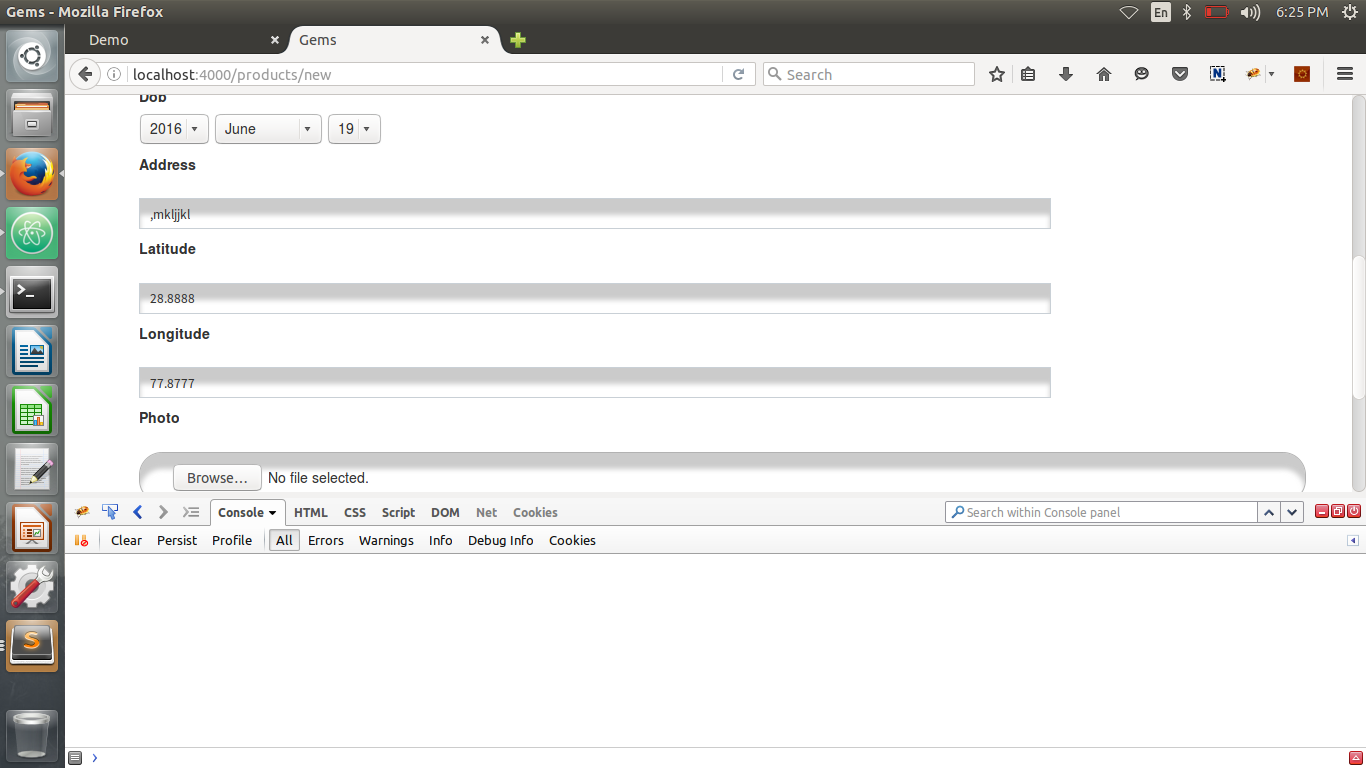 Gems - Mozilla Firefox
En
6:25 PM
Demo
Gems
localhost:4000/products/new
Search
Dob
2016 June 19
Address
,mkljjkl
Latitude
28.8888
Longitude
77.8777
Photo
Browse... No file selected.
Console HTML CSS Script DOM Net Cookies
Search within Console panel
Clear Persist Profile All Errors Warnings Info Debug Info Cookies